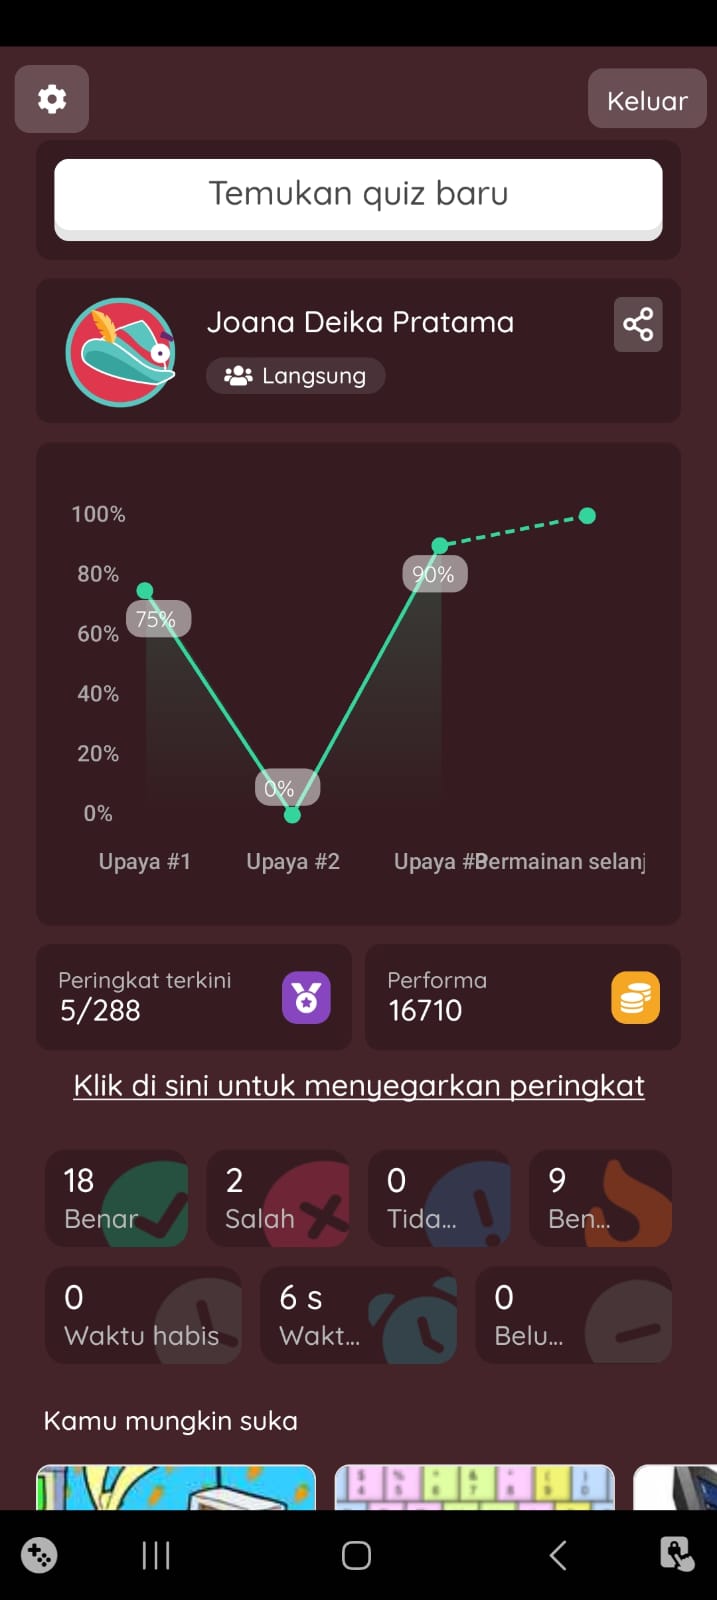 Keluar
Temukan quiz baru
Joana Deika Pratama
Langsung
100%
80%
60%
40%
20%
0%
75%
0%
90%
Upaya #1
Upaya #2
Upaya #3
Permainan selanj
Peringkat terkini
5/288
Performa
16710
Klik di sini untuk menyegarkan peringkat
18
Benar
2
Salah
0
Tida...
9
Ben...
0
Waktu habis
6 s
Wakt...
0
Belu...
Kamu mungkin suka